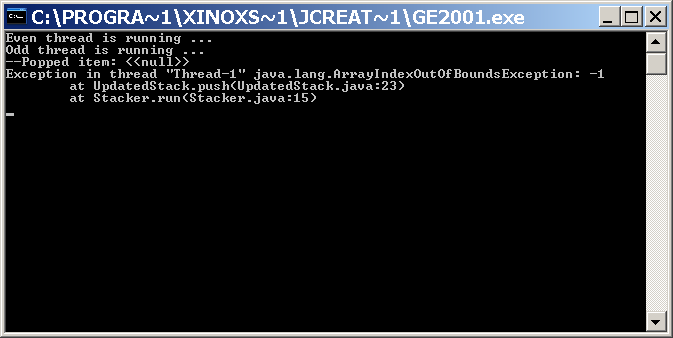 C:\PROGRA~1\XINOXS~1\JCREAT~1\GE2001.exe
Even thread is running ...
Odd thread is running ...
--Popped item: <<null>>
Exception in thread "Thread-1" java.lang.ArrayIndexOutOfBoundsException: -1
        at UpdatedStack.push(UpdatedStack.java:23)
        at Stacker.run(Stacker.java:15)